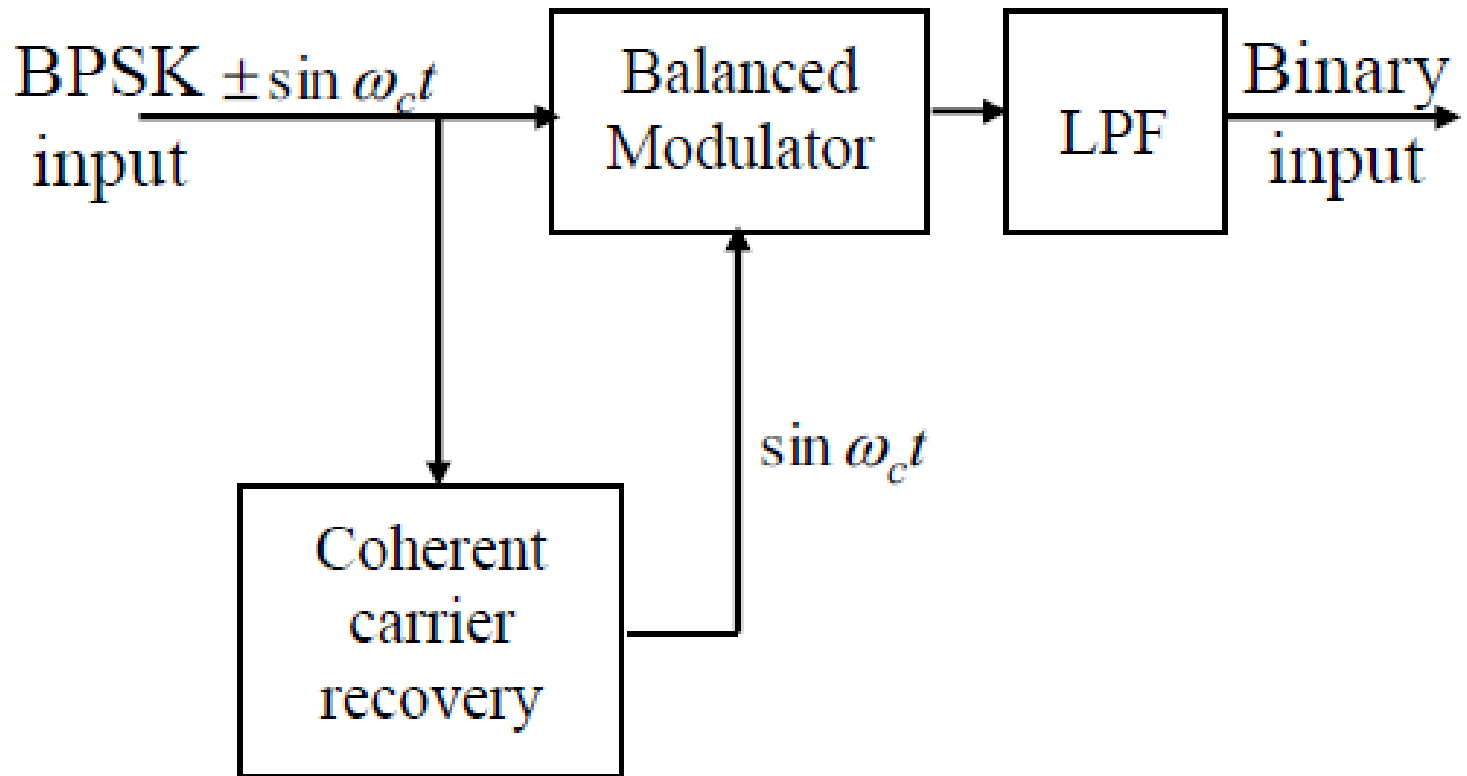 BPSK ± sin ω_c t
input
Balanced
Modulator
LPF
Binary
input
sin ω_c t
Coherent
carrier
recovery